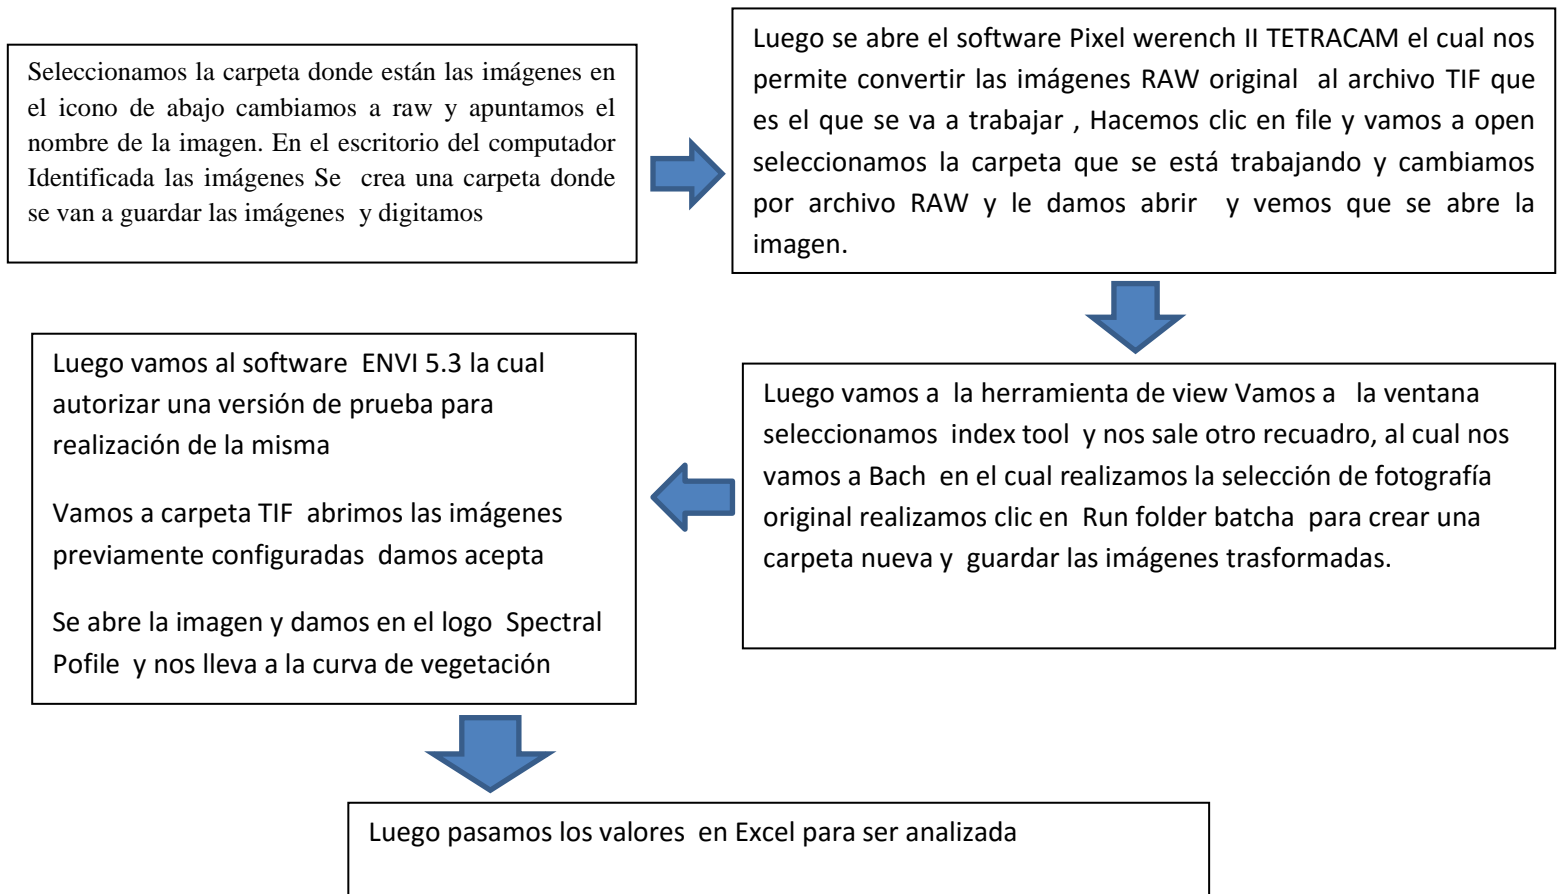 Seleccionamos la carpeta donde están las imágenes en
el icono de abajo cambiamos a raw y apuntamos el
nombre de la imagen. En el escritorio del computador
Identificada las imágenes Se crea una carpeta donde
se van a guardar las imágenes y digitamos
Luego se abre el software Pixel werench II TETRACAM el cual nos
permite convertir las imágenes RAW original al archivo TIF que
es el que se va a trabajar , Hacemos clic en file y vamos a open
seleccionamos la carpeta que se está trabajando y cambiamos
por archivo RAW y le damos abrir y vemos que se abre la
imagen.
Luego vamos a la herramienta de view Vamos a la ventana
seleccionamos index tool y nos sale otro recuadro, al cual nos
vamos a Bach en el cual realizamos la selección de fotografía
original realizamos clic en Run folder batcha para crear una
carpeta nueva y guardar las imágenes trasformadas.
Luego vamos al software ENVI 5.3 la cual
autorizar una versión de prueba para
realización de la misma
Vamos a carpeta TIF abrimos las imágenes
previamente configuradas damos acepta
Se abre la imagen y damos en el logo Spectral
Pofile y nos lleva a la curva de vegetación
Luego pasamos los valores en Excel para ser analizada